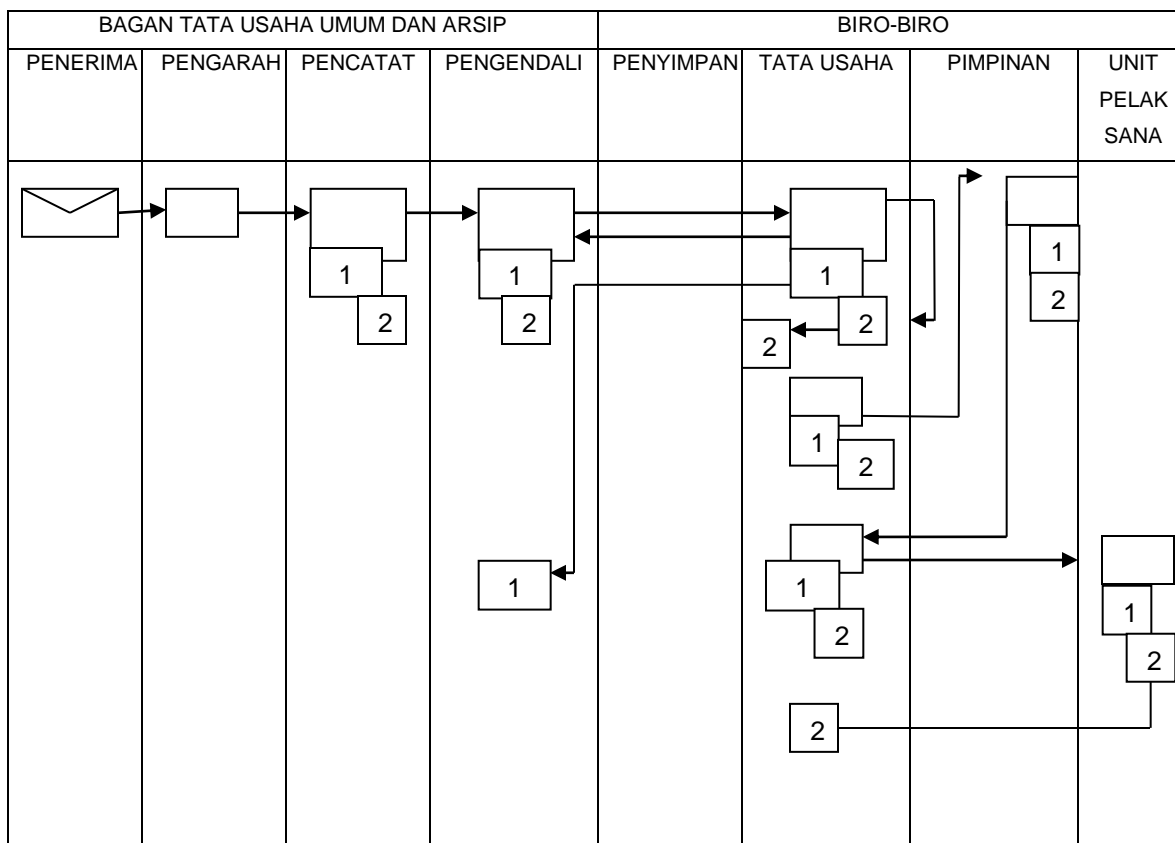 BAGAN TATA USAHA UMUM DAN ARSIP
BIRO-BIRO
PENERIMA
PENGARAH
PENCATAT
PENGENDALI
PENYIMPAN
TATA USAHA
PIMPINAN
UNIT
PELAK
SANA
1
2
1
2
1
2
2
1
2
1
2
1
1
2
1
2
2